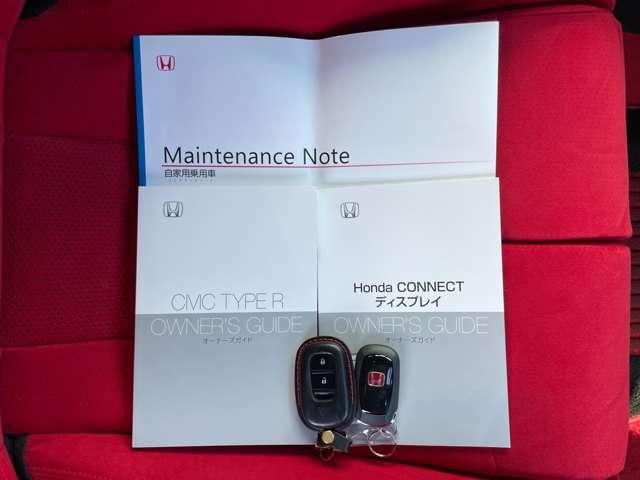 Maintenance Note
自家用乗用車
CMC TYPE R
OWNER'S GUIDE
オーナーズガイド
Honda CONNECT
ディスプレイ
OWNER'S GUIDE
オーナーズガイド